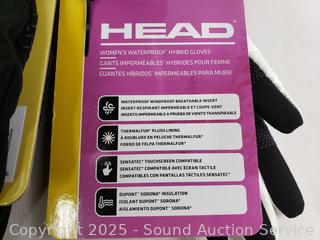 HEAD
WOMEN'S WATERPROOF HYBRID GLOVES
GANTS IMPERMÉABLES HYBRIDES POUR FEMME
GUANTES HÍBRIDOS IMPERMEABLES PARA MUJER
WATERPROOF WINDPROOF BREATHABLE INSERT
INSERT RESPIRANT IMPERMÉABLE ET COUPE-VENT
INSERTO IMPERMEABLE A PRUEBA DE VIENTO TRANSPIRABLE
THERMALFUR™ PLUSH LINING
À DOUBLURE EN PELUCHE THERMALFUR™
FORRO DE FELPA THERMALFUR™
SENSATEC™ TOUCHSCREEN COMPATIBLE
COMPATIBLE AVEC ÉCRAN TACTILE
COMPATIBLES CON PANTALLAS TÁCTILES SENSATEC™
DUPONT™ SORONA® INSULATION
ISOLANT DUPONT™ SORONA®
AISLAMIENTO DUPONT™ SORONA®
Copyright 2025 - Sound Auction Service